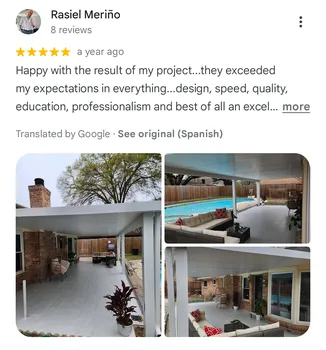 Rasiel Meriño
8 reviews
a year ago
Happy with the result of my project...they exceeded
my expectations in everything...design, speed, quality,
education, professionalism and best of all an excel... more
Translated by Google · See original (Spanish)